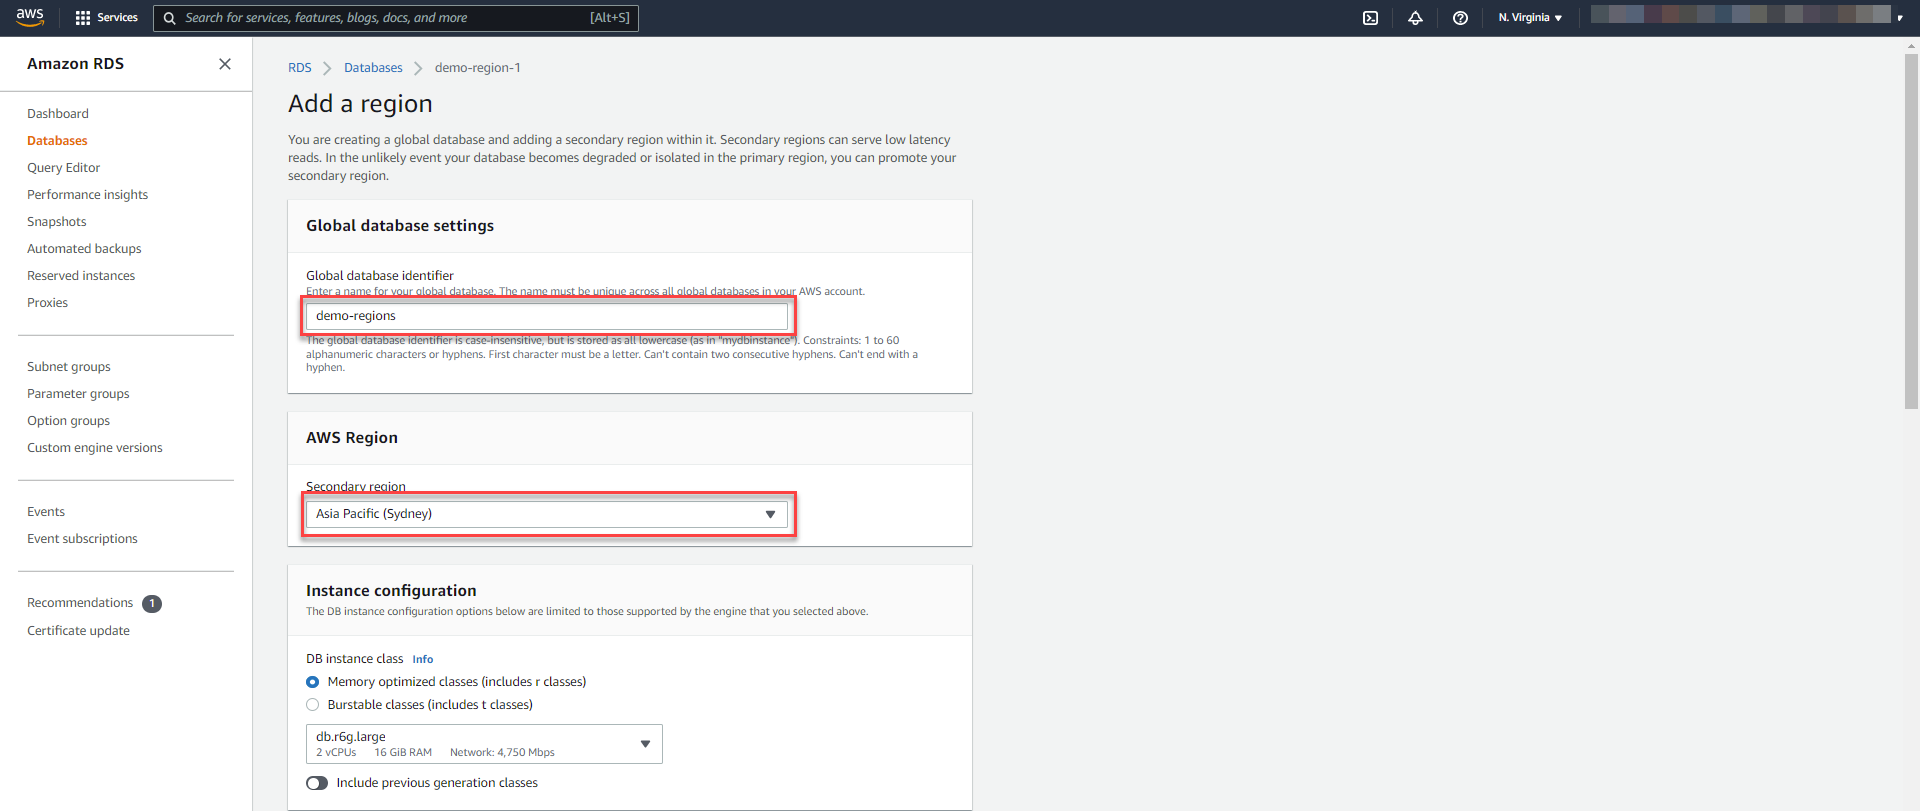 aws
Services
Search for services, features, blogs, docs, and more
[Alt+S]
N. Virginia
Amazon RDS
Dashboard
Databases
Query Editor
Performance insights
Snapshots
Automated backups
Reserved instances
Proxies
Subnet groups
Parameter groups
Option groups
Custom engine versions
Events
Event subscriptions
Recommendations 1
Certificate update
RDS
Databases
demo-region-1
Add a region
You are creating a global database and adding a secondary region within it. Secondary regions can serve low latency
reads. In the unlikely event your database becomes degraded or isolated in the primary region, you can promote your
secondary region.
Global database settings
Global database identifier
Enter a name for your global database. The name must be unique across all global databases in your AWS account.
demo-regions
The global database identifier is case-insensitive, but is stored as all lowercase (as in "mydbinstance"). Constraints: 1 to 60
alphanumeric characters or hyphens. First character must be a letter. Can't contain two consecutive hyphens. Can't end with a
hyphen.
AWS Region
Secondary region
Asia Pacific (Sydney)
Instance configuration
The DB instance configuration options below are limited to those supported by the engine that you selected above.
DB instance class Info
Memory optimized classes (includes r classes)
Burstable classes (includes t classes)
db.r6g.large
2 vCPUs 16 GiB RAM Network: 4,750 Mbps
Include previous generation classes